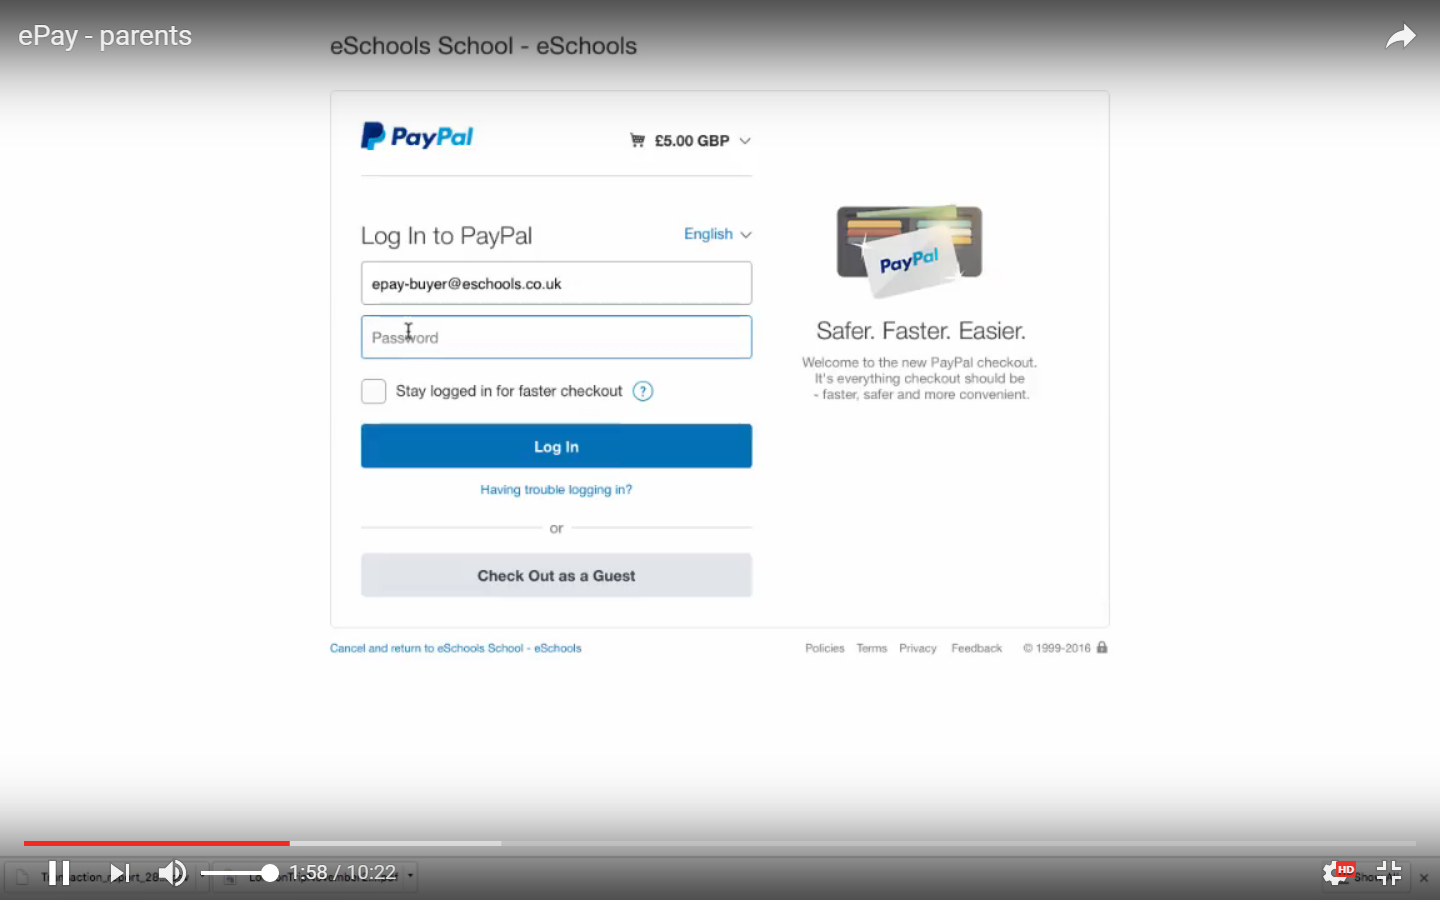 ePay - parents
eSchools School - eSchools
PayPal
£5.00 GBP
Log In to PayPal
English
epay-buyer@eschools.co.uk
Password
Stay logged in for faster checkout ?
Log In
Having trouble logging in?
or
Check Out as a Guest
PayPal
Safer. Faster. Easier.
Welcome to the new PayPal checkout.
It's everything checkout should be
- faster, safer and more convenient.
Cancel and return to eSchools School - eSchools
Policies Terms Privacy Feedback © 1999-2016
1:58 / 10:22
HD